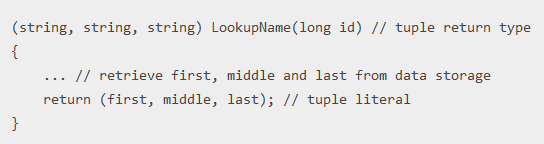 (string, string, string) LookupName(long id) // tuple return type
{
    ... // retrieve first, middle and last from data storage
    return (first, middle, last); // tuple literal
}